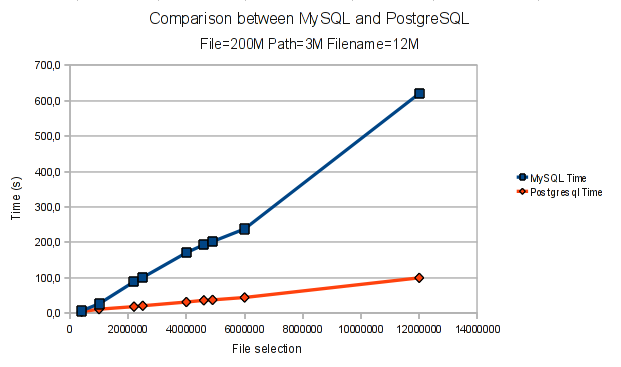 Comparison between MySQL and PostgreSQL
File=200M Path=3M Filename=12M
700,0
600,0
500,0
400,0
300,0
200,0
100,0
0,0
Time (s)
0 2000000 4000000 6000000 8000000 10000000 12000000 14000000
File selection
MySQL Time
Postgresql Time